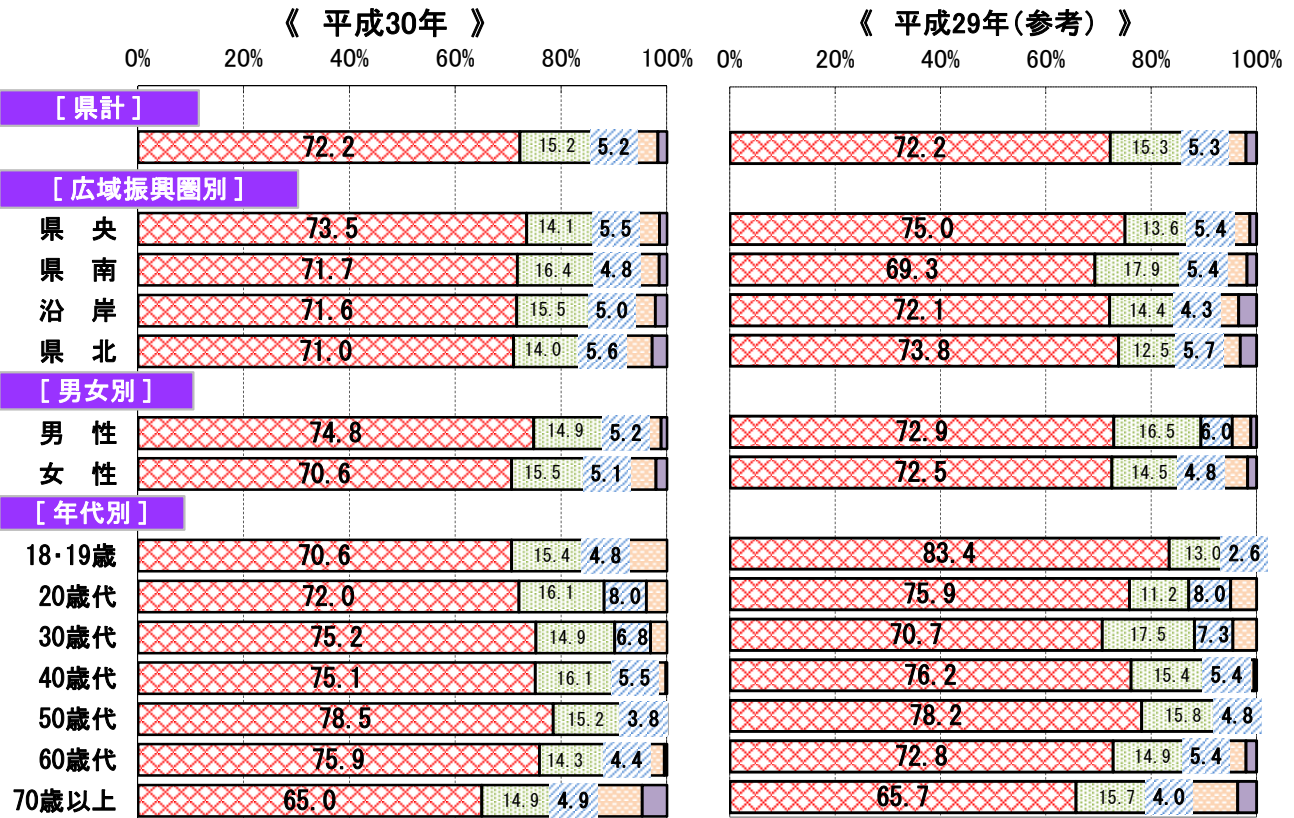 《 平成30年 》 《 平成29年(参考) 》
0% 20% 40% 60% 80% 100% 0% 20% 40% 60% 80% 100%
[ 県計 ]
72.2 15.2 5.2 72.2 15.3 5.3
[ 広域振興圏別 ]
県 央 73.5 14.1 5.5 75.0 13.6 5.4
県 南 71.7 16.4 4.8 69.3 17.9 5.4
沿 岸 71.6 15.5 5.0 72.1 14.4 4.3
県 北 71.0 14.0 5.6 73.8 12.5 5.7
[ 男女別 ]
男 性 74.8 14.9 5.2 72.9 16.5 6.0
女 性 70.6 15.5 5.1 72.5 14.5 4.8
[ 年代別 ]
18・19歳 70.6 15.4 4.8 83.4 13.0 2.6
20歳代 72.0 16.1 8.0 75.9 11.2 8.0
30歳代 75.2 14.9 6.8 70.7 17.5 7.3
40歳代 75.1 16.1 5.5 76.2 15.4 5.4
50歳代 78.5 15.2 3.8 78.2 15.8 4.8
60歳代 75.9 14.3 4.4 72.8 14.9 5.4
70歳以上 65.0 14.9 4.9 65.7 15.7 4.0